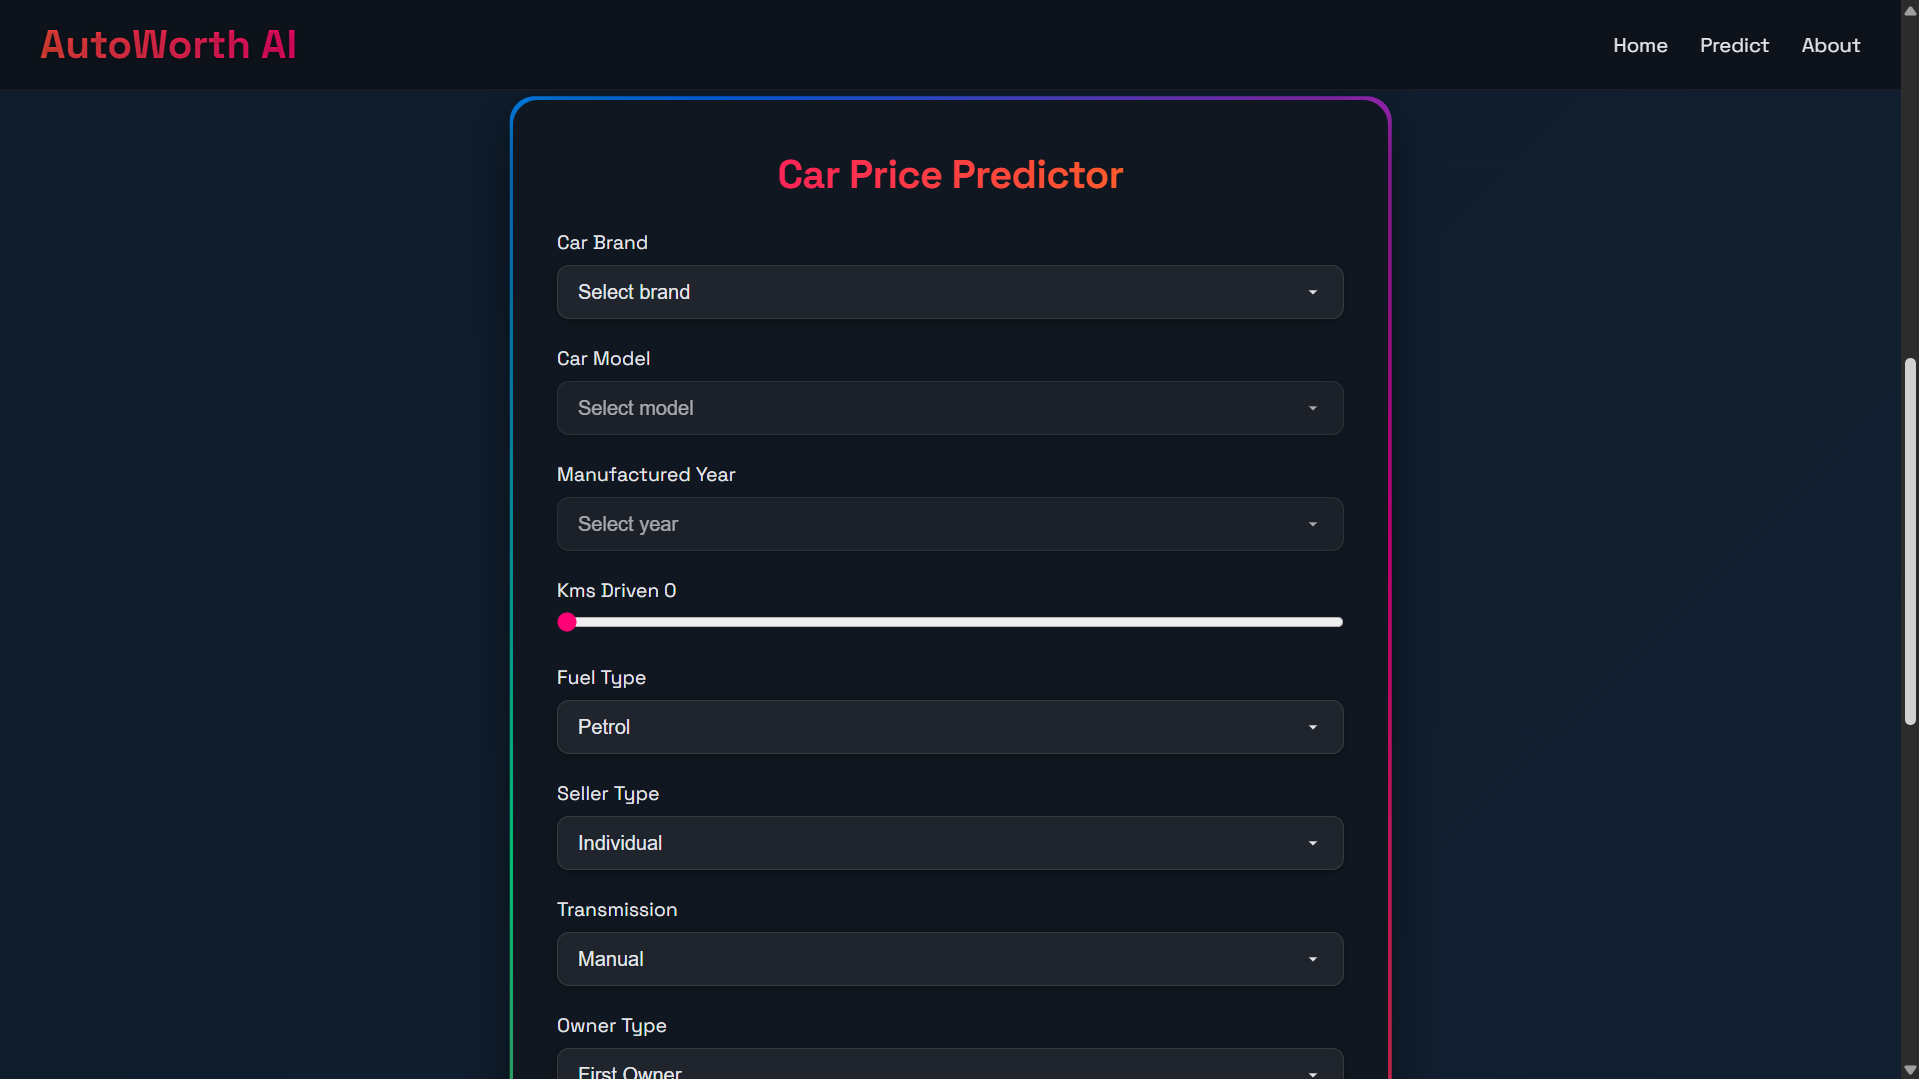 AutoWorth AI
Home Predict About
Car Price Predictor
Car Brand
Select brand
Car Model
Select model
Manufactured Year
Select year
Kms Driven 0
Fuel Type
Petrol
Seller Type
Individual
Transmission
Manual
Owner Type
First Owner